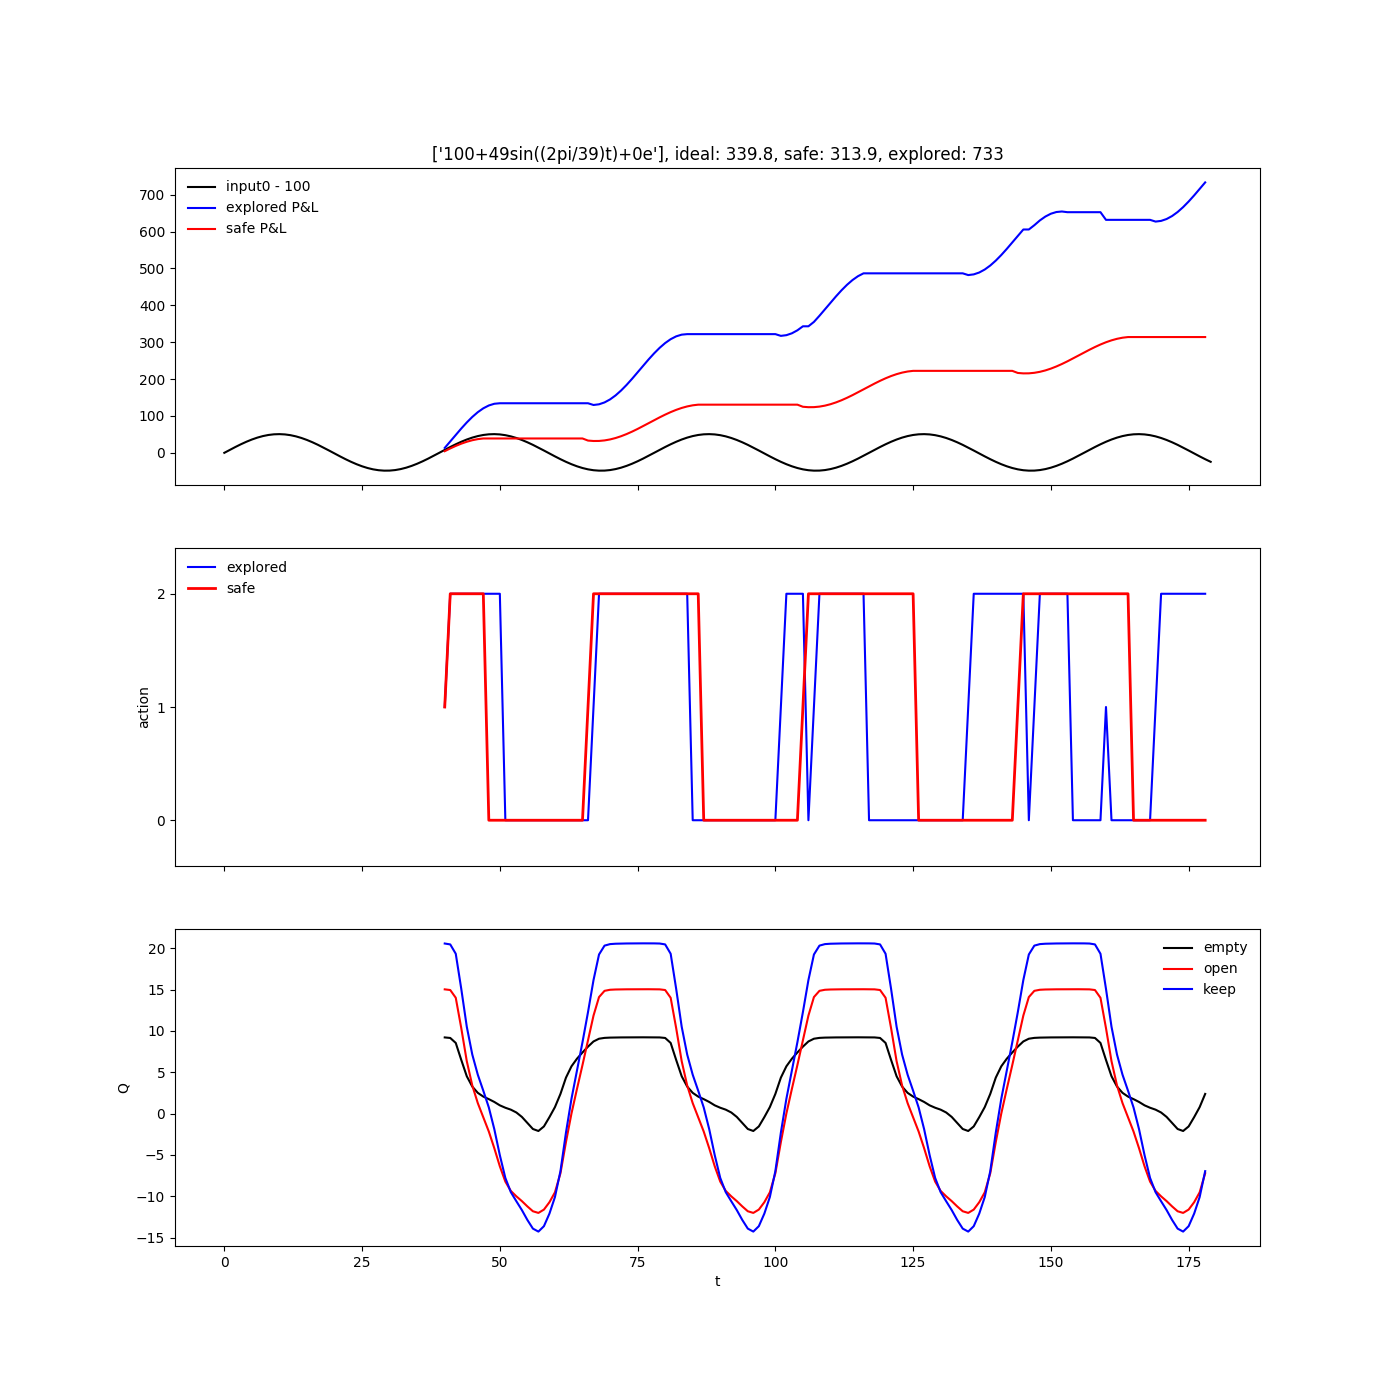 ['100+49sin((2pi/39)t)+0e'], ideal: 339.8, safe: 313.9, explored: 733
input0 - 100
explored P&L
safe P&L
700
600
500
400
300
200
100
0
explored
safe
action
2
1
0
empty
open
keep
Q
20
15
10
5
0
−5
−10
−15
0 25 50 75 100 125 150 175
t